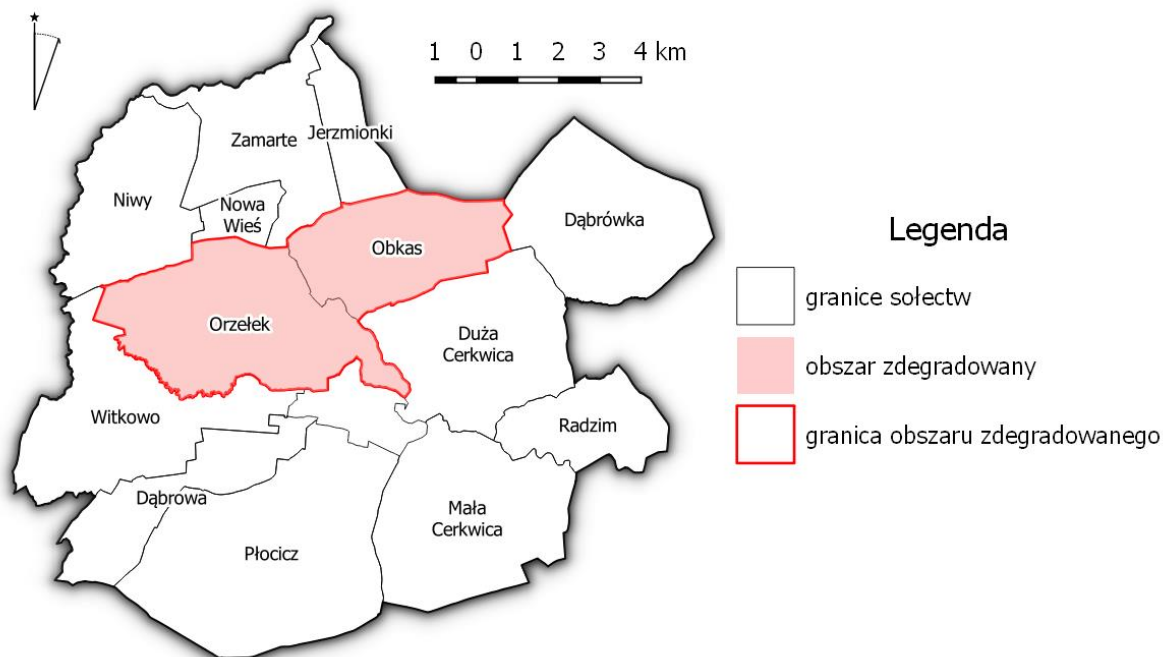 1 0 1 2 3 4 km
Zamarte
Jerzmionki
Niwy
Nowa
Wieś
Dąbrówka
Obkas
Orzełek
Duża
Cerkwica
Witkowo
Radzim
Dąbrowa
Mała
Cerkwica
Płocicz
Legenda
granice sołectw
obszar zdegradowany
granica obszaru zdegradowanego